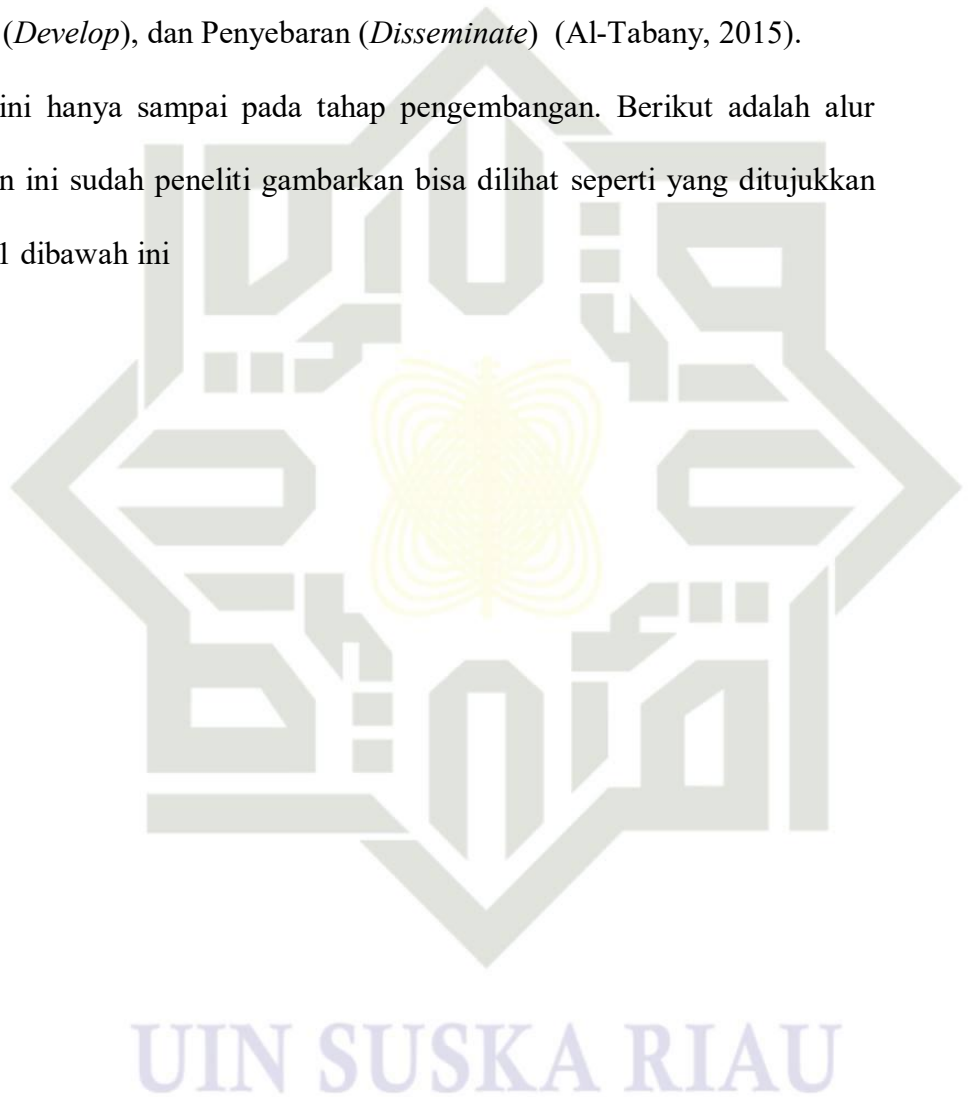 (Develop), dan Penyebaran (Disseminate) (Al-Tabany, 2015).
ini hanya sampai pada tahap pengembangan. Berikut adalah alur
n ini sudah peneliti gambarkan bisa dilihat seperti yang ditujukkan
1 dibawah ini
UIN SUSKA RIAU